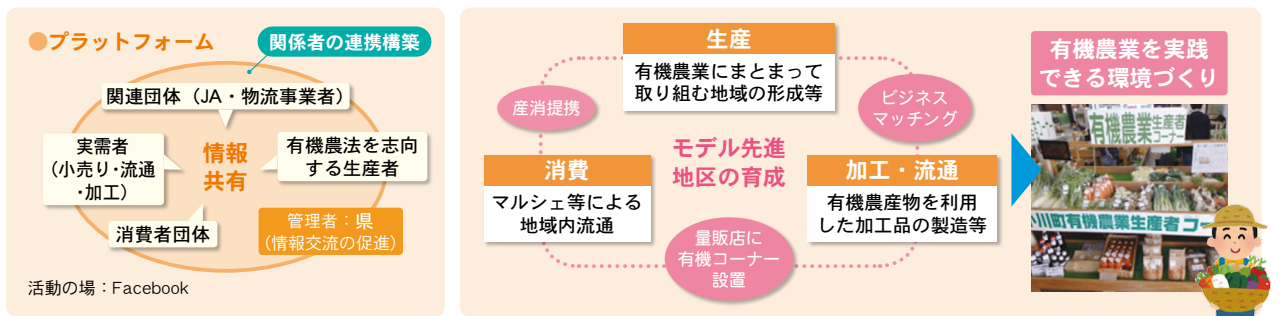 ●プラットフォーム
関係者の連携構築
関連団体（JA・物流事業者）
実需者
（小売り・流通
・加工）
情報
共有
有機農法を志向
する生産者
消費者団体
管理者：県
（情報交流の促進）
活動の場：Facebook
生産
有機農業にまとまって
取り組む地域の形成等
産消提携
ビジネス
マッチング
モデル先進
地区の育成
消費
マルシェ等による
地域内流通
加工・流通
有機農産物を利用
した加工品の製造等
量販店に
有機コーナー
設置
有機農業を実践
できる環境づくり
有機農業生産者
コーナー
小川町有機農業生産者コー